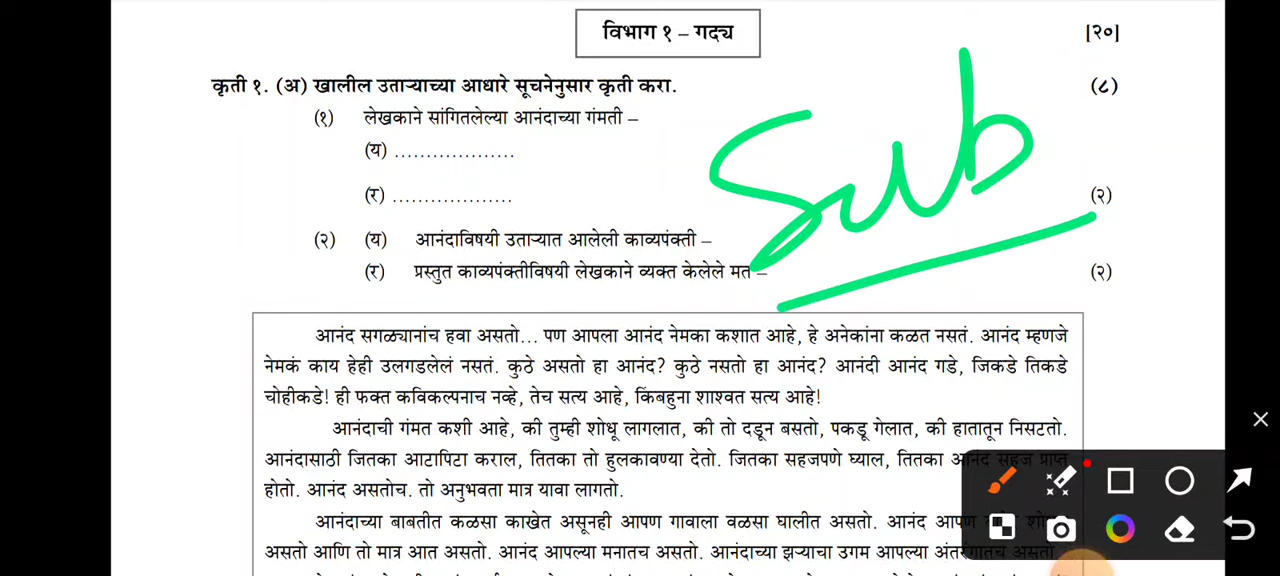 विभाग १ – गद्य
[२०]
कृती १. (अ) खालील उताऱ्याच्या आधारे सूचनेनुसार कृती करा.
(८)
(१) लेखकाने सांगितलेल्या आनंदाच्या गंमती –
(य) ...................
(र) ...................
(२)
(२) (य) आनंदाविषयी उताऱ्यात आलेली काव्यपंक्ती –
(र) प्रस्तुत काव्यपंक्तीविषयी लेखकाने व्यक्त केलेले मत –
(२)
Sub
आनंद सगळ्यानांच हवा असतो... पण आपला आनंद नेमका कशात आहे, हे अनेकांना कळत नसतं. आनंद म्हणजे
नेमकं काय हेही उलगडलेलं नसतं. कुठे असतो हा आनंद? कुठे नसतो हा आनंद? आनंदी आनंद गडे, जिकडे तिकडे
चोहीकडे! ही फक्त कविकल्पनाच नव्हे, तेच सत्य आहे, किंबहुना शाश्वत सत्य आहे!
आनंदाची गंमत कशी आहे, की तुम्ही शोधू लागलात, की तो दडून बसतो, पकडू गेलात, की हातातून निसटतो.
आनंदासाठी जितका आटापिटा कराल, तितका तो हुलकावण्या देतो. जितका सहजपणे घ्याल, तितका आनंद सहज प्राप्त
होतो. आनंद असतोच. तो अनुभवता मात्र यावा लागतो.
आनंदाच्या बाबतीत कळसा काखेत असूनही आपण गावाला वळसा घालीत असतो. आनंद आपण
असतो आणि तो मात्र आत असतो. आनंद आपल्या मनातच असतो. आनंदाच्या झऱ्याचा उगम आपल्या अंतरंगातच असतो.